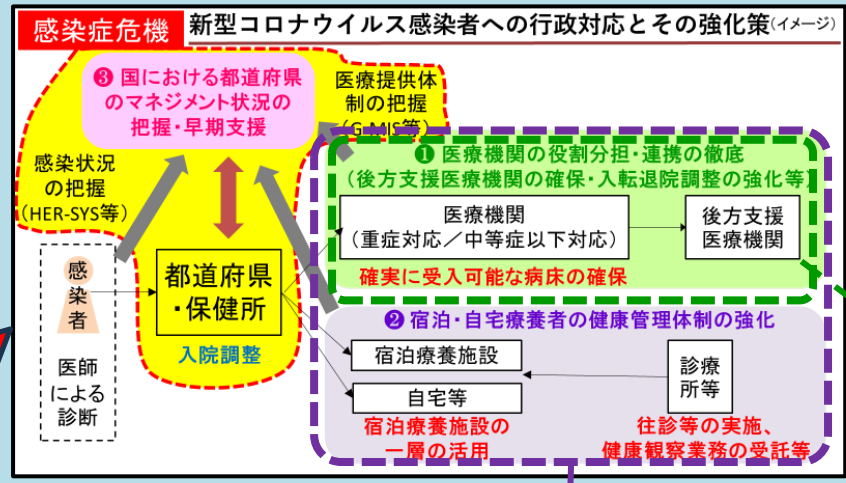 感染症危機
新型コロナウイルス感染者への行政対応とその強化策(イメージ)
❸ 国における都道府県
のマネジメント状況の
把握・早期支援
医療提供体
制の把握
(G-MIS等)
感染状況
の把握
(HER-SYS等)
❶ 医療機関の役割分担・連携の徹底
(後方支援医療機関の確保・入転退院調整の強化等)
医療機関
(重症対応／中等症以下対応)
後方支援
医療機関
確実に受入可能な病床の確保
感
染
者
医師
による
診断
都道府県
・保健所
入院調整
❷ 宿泊・自宅療養者の健康管理体制の強化
宿泊療養施設
自宅等
診療
所等
宿泊療養施設の
一層の活用
往診等の実施、
健康観察業務の受託等